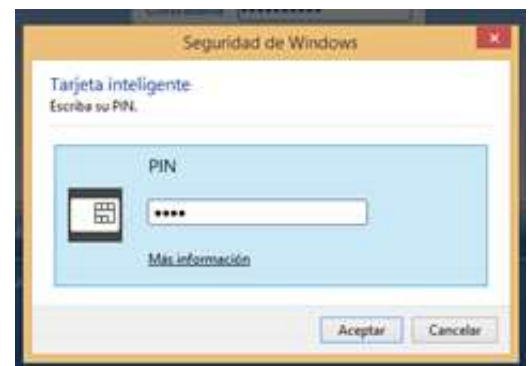 Seguridad de Windows
Tarjeta inteligente
Escriba su PIN.
PIN
••••
Más información
Aceptar
Cancelar